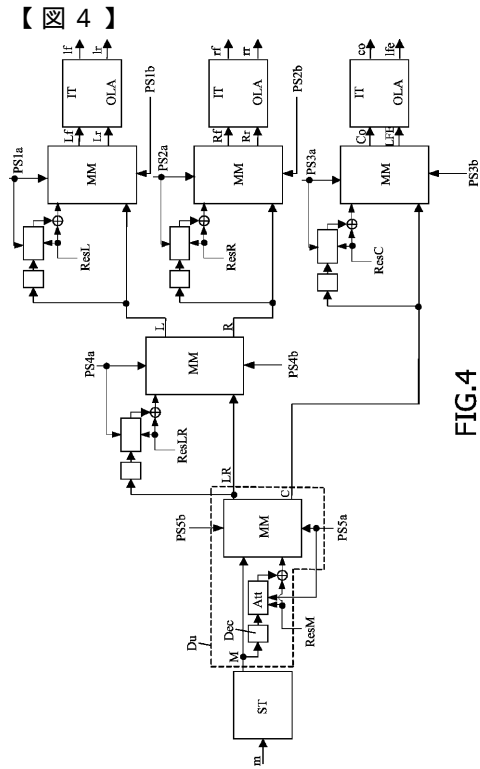 【図4】
lf
lr
rf
rr
co
lfe
IT
OLA
IT
OLA
IT
OLA
PS1b
PS2b
PS3b
Lf
Lr
Rf
Rr
Co
LFE
PS1a
MM
PS2a
MM
PS3a
MM
ResL
ResR
ResC
L
R
PS4a
MM
PS4b
ResLR
LR
C
PS5b
MM
PS5a
Att
Dec
Du
M
ResM
ST
m
FIG.4